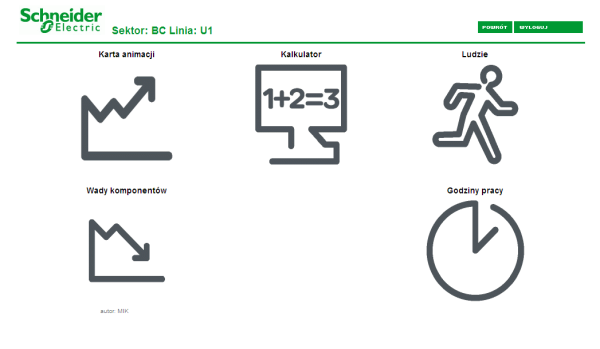 Schneider
Electric
Sektor: BC Linia: U1
POWRÓT
WYLOGUJ
Karta animacji
Kalkulator
Ludzie
1+2=3
Wady komponentów
Godziny pracy
autor: MIK